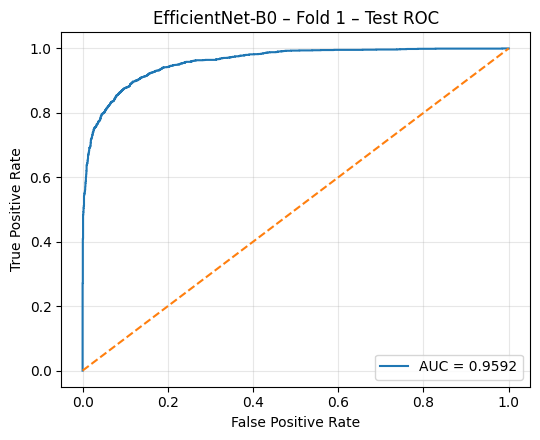 EfficientNet-B0 – Fold 1 – Test ROC
True Positive Rate
1.0
0.8
0.6
0.4
0.2
0.0
AUC = 0.9592
0.0 0.2 0.4 0.6 0.8 1.0
False Positive Rate